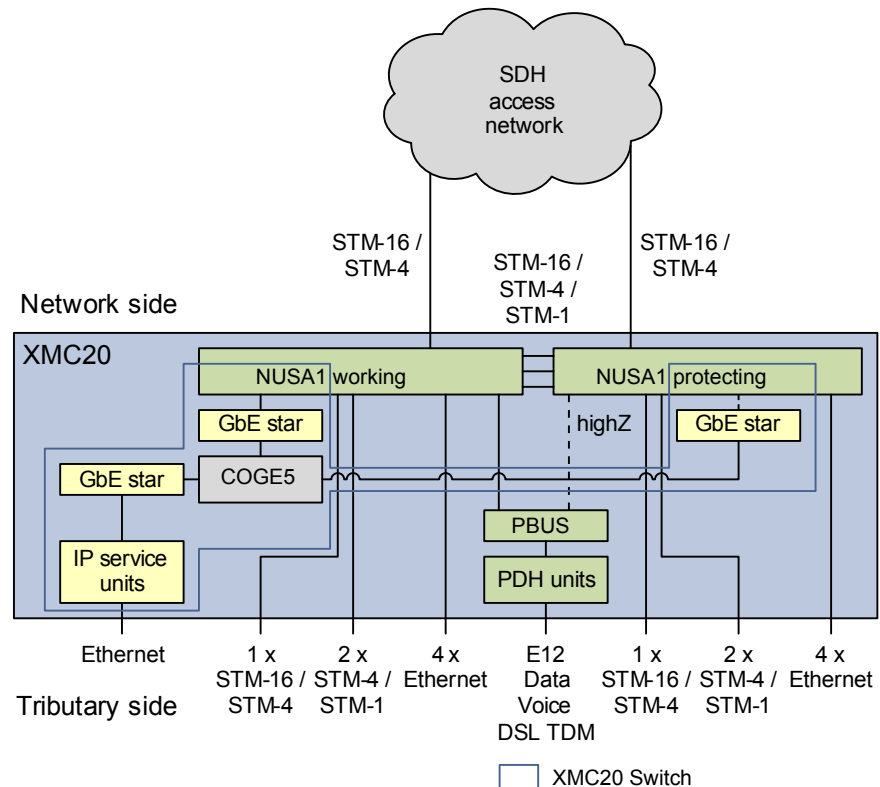 SDH
access
network
STM-16 /
STM-4
STM-16 /
STM-4 /
STM-1
STM-16 /
STM-4
Network side
XMC20
NUSA1 working
NUSA1 protecting
GbE star
highZ
GbE star
GbE star
COGE5
PBUS
IP service
units
PDH units
Ethernet
1 x
STM-16 /
STM-4
2 x
STM-4 /
STM-1
4 x
Ethernet
E12
Data
Voice
DSL TDM
1 x
STM-16 /
STM-4
2 x
STM-4 /
STM-1
4 x
Ethernet
Tributary side
XMC20 Switch